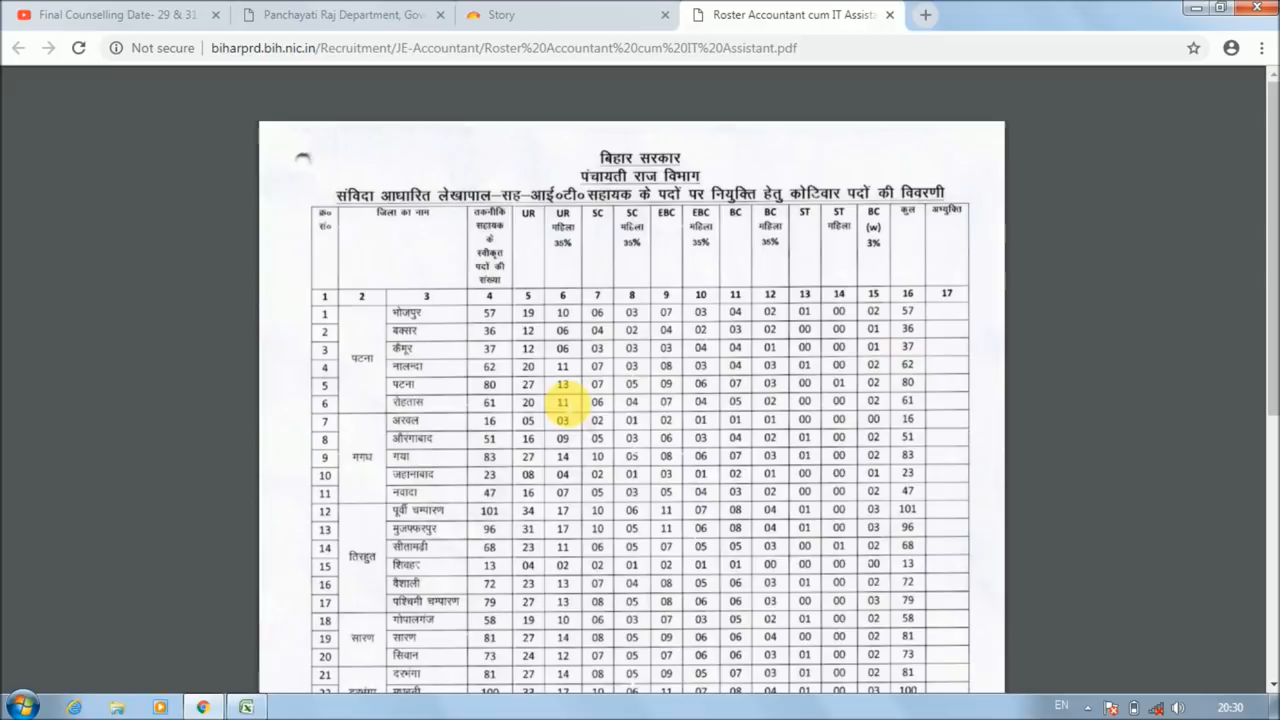 Final Counselling Date- 29 & 31
Panchayati Raj Department, Gov
Story
Roster Accountant cum IT Assista
Not secure
biharprd.bih.nic.in/Recruitment/JE-Accountant/Roster%20Accountant%20cum%20IT%20Assistant.pdf
बिहार सरकार
पंचायती राज विभाग
संविदा आधारित लेखापाल–सह–आई०टी० सहायक के पदों पर नियुक्ति हेतु कोटिवार पदों की विवरणी
क्र० सं० जिला का नाम तकनीकि सहायक के स्वीकृत पदों की संख्या UR UR महिला 35% SC SC महिला 35% EBC EBC महिला 35% BC BC महिला 35% ST ST महिला BC (w) 3% कुल अभ्युक्ति
1 2 3 4 5 6 7 8 9 10 11 12 13 14 15 16 17
1 भोजपुर 57 19 10 06 03 07 03 04 02 01 00 02 57
2 बक्सर 36 12 06 04 02 04 02 03 02 00 00 01 36
3 कैमूर 37 12 06 03 03 03 04 04 01 00 00 01 37
पटना
4 नालन्दा 62 20 11 07 03 08 03 04 03 01 00 02 62
5 पटना 80 27 13 07 05 09 06 07 03 00 01 02 80
6 रोहतास 61 20 11 06 04 07 04 05 02 00 00 02 61
7 अरवल 16 05 03 02 01 02 01 01 01 00 00 00 16
8 औरंगाबाद 51 16 09 05 03 06 03 04 02 01 00 02 51
9 मगध गया 83 27 14 10 05 08 06 07 03 01 00 02 83
10 जहानाबाद 23 08 04 02 01 03 01 02 01 00 00 01 23
11 नवादा 47 16 07 05 03 05 04 03 02 00 00 02 47
12 पूर्वी चम्पारण 101 34 17 10 06 11 07 08 04 01 00 03 101
13 मुजफ्फरपुर 96 31 17 10 05 11 06 08 04 01 00 03 96
14 सीतामढ़ी 68 23 11 06 05 07 05 05 03 00 01 02 68
तिरहुत
15 शिवहर 13 04 02 02 01 02 01 01 00 00 00 00 13
16 वैशाली 72 23 13 07 04 08 05 06 03 01 00 02 72
17 पश्चिमी चम्पारण 79 27 13 08 05 08 06 06 03 00 00 03 79
18 गोपालगंज 58 19 10 06 03 07 03 05 02 01 00 02 58
19 सारण सारण 81 27 14 08 05 09 06 06 04 00 00 02 81
20 सिवान 73 24 12 07 05 07 06 06 03 01 00 02 73
21 दरभंगा 81 27 14 08 05 09 05 07 03 01 00 02 81
100 33 17 10 06 11 07 08 04 01 00 03 100
EN
20:30